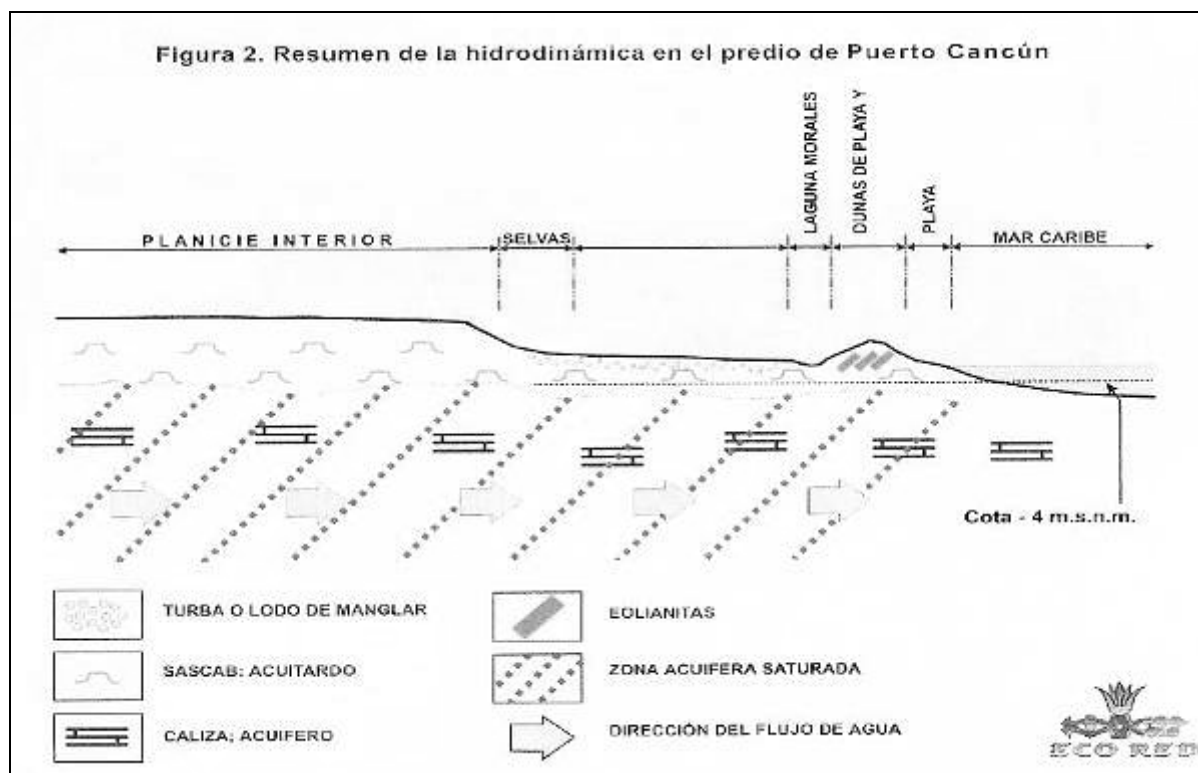 Figura 2. Resumen de la hidrodinámica en el predio de Puerto Cancún
LAGUNA MORALES
DUNAS DE PLAYA Y
PLAYA
PLANICIE INTERIOR
SELVAS
MAR CARIBE
Cota - 4 m.s.n.m.
TURBA O LODO DE MANGLAR
EOLIANITAS
SASCAB; ACUITARDO
ZONA ACUIFERA SATURADA
CALIZA; ACUIFERO
DIRECCIÓN DEL FLUJO DE AGUA
ECO RED